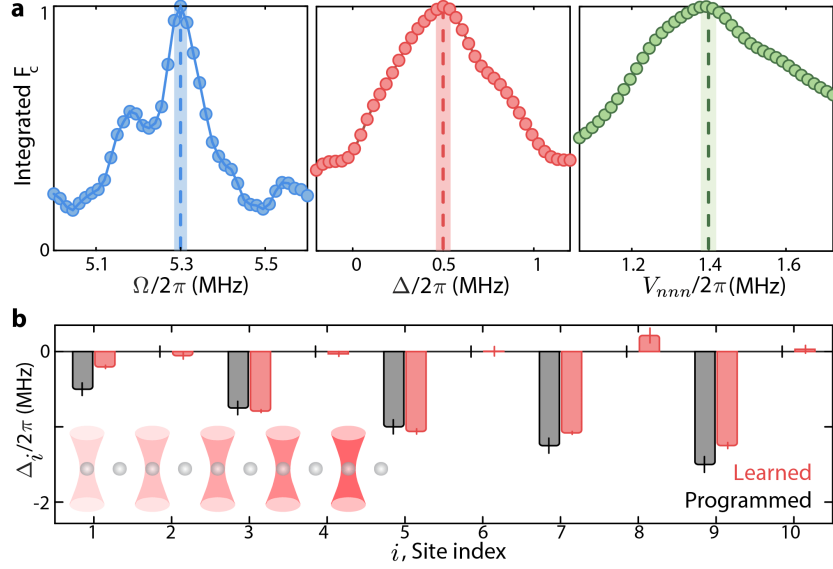 a
Integrated F_c
1
0
5.1 5.3 5.5
Ω/2π (MHz)
0 0.5 1
Δ/2π (MHz)
1.2 1.4 1.6
V_nnn/2π (MHz)
b
Δ_i/2π (MHz)
0
-2
Learned
Programmed
1 2 3 4 5 6 7 8 9 10
i, Site index